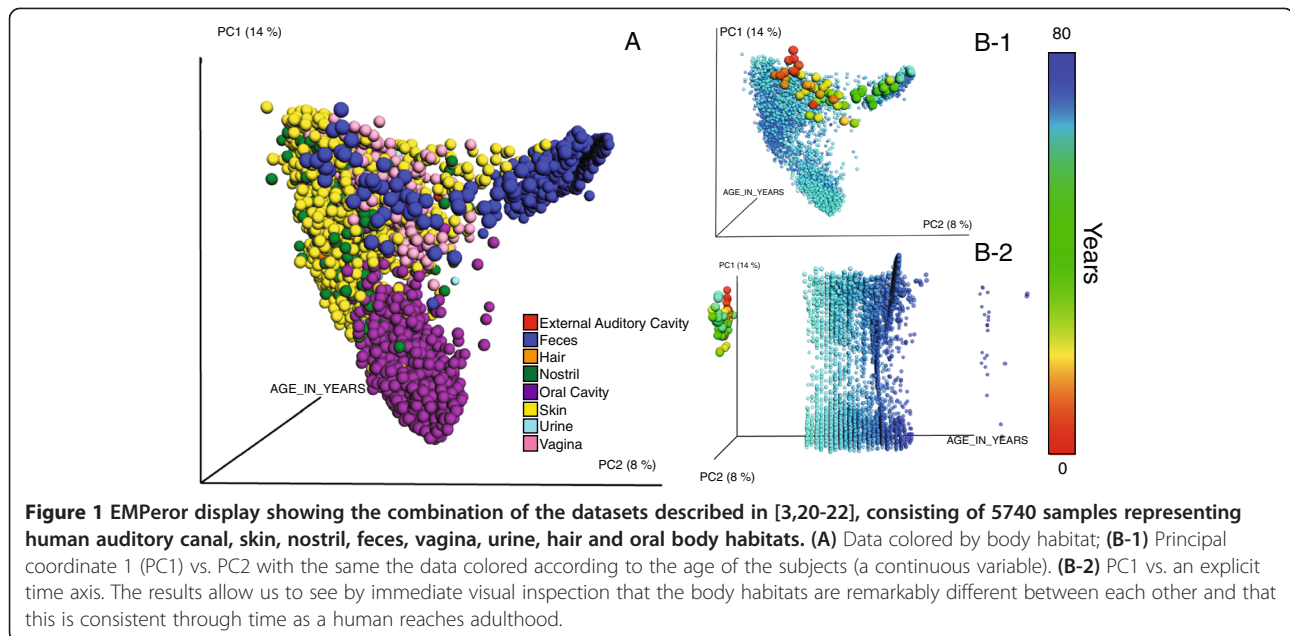 PC1 (14 %)
A
AGE_IN_YEARS
PC2 (8 %)
External Auditory Cavity
Feces
Hair
Nostril
Oral Cavity
Skin
Urine
Vagina
PC1 (14 %)
B-1
AGE_IN_YEARS
PC2 (8 %)
B-2
PC1 (14 %)
AGE_IN_YEARS
PC2 (8 %)
80
Years
0
Figure 1 EMPeror display showing the combination of the datasets described in [3,20-22], consisting of 5740 samples representing
human auditory canal, skin, nostril, feces, vagina, urine, hair and oral body habitats. (A) Data colored by body habitat; (B-1) Principal
coordinate 1 (PC1) vs. PC2 with the same the data colored according to the age of the subjects (a continuous variable). (B-2) PC1 vs. an explicit
time axis. The results allow us to see by immediate visual inspection that the body habitats are remarkably different between each other and that
this is consistent through time as a human reaches adulthood.